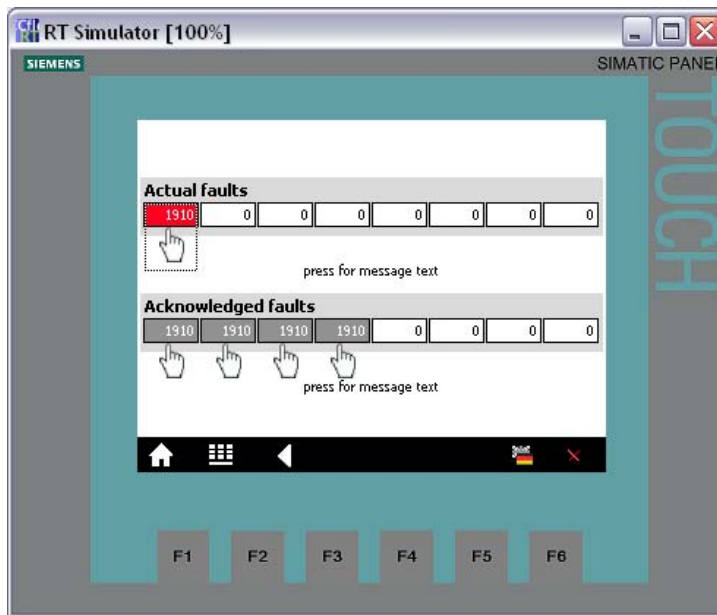 RT Simulator [100%]
SIEMENS
SIMATIC PANEL
TOUCH
Actual faults
1910 0 0 0 0 0 0 0
press for message text
Acknowledged faults
1910 1910 1910 1910 0 0 0 0
press for message text
F1 F2 F3 F4 F5 F6